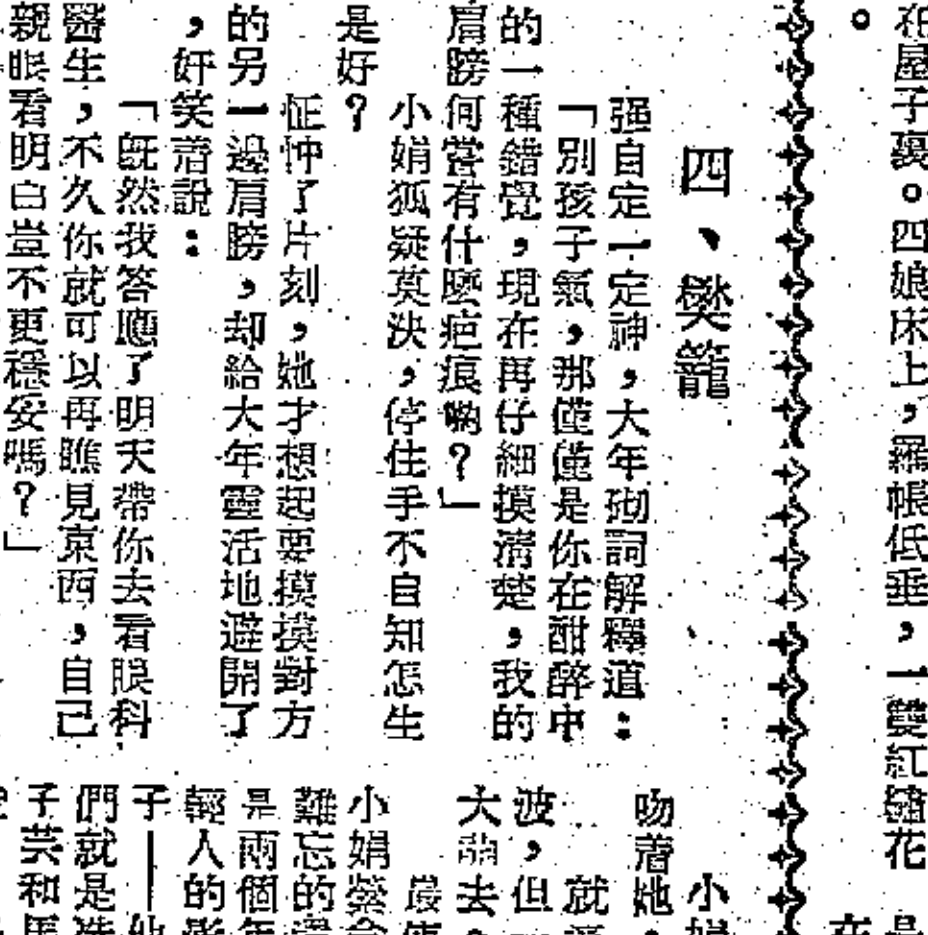 在屋子裏。四娘床上，羅帳低垂，一雙紅繡花
。
四、樊籠
强自定一定神，大年砌詞解釋道：
「別孩子氣，那僅僅是你在酣醉中
的一種錯覺，現在再仔細摸清楚，我的
肩膀何嘗有什麽疤痕喲？」
小娟狐疑莫決，停住手不自知怎生
是好？
怔忡了片刻，她才想起要摸摸對方
的另一邊肩膀，却給大年靈活地避開了
，奸笑着說：
「既然我答應了明天帶你去看眼科
醫生，不久你就可以再瞧見東西，自己
親眼看明白豈不更穩妥嗎？」
小娟
吻着她
就
波，但
大 去
最
小娟
難忘的
是兩個年
輕人的影
子——他
們就是
子芸和馬